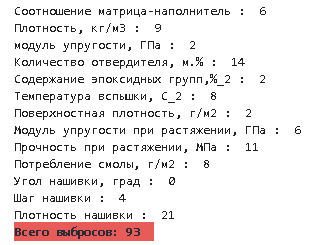 Соотношение матрица-наполнитель :  6
Плотность, кг/м3 :  9
модуль упругости, ГПа :  2
Количество отвердителя, м.% :  14
Содержание эпоксидных групп,%_2 :  2
Температура вспышки, С_2 :  8
Поверхностная плотность, г/м2 :  2
Модуль упругости при растяжении, ГПа :  6
Прочность при растяжении, МПа :  11
Потребление смолы, г/м2 :  8
Угол нашивки, град :  0
Шаг нашивки :  4
Плотность нашивки :  21
Всего выбросов: 93